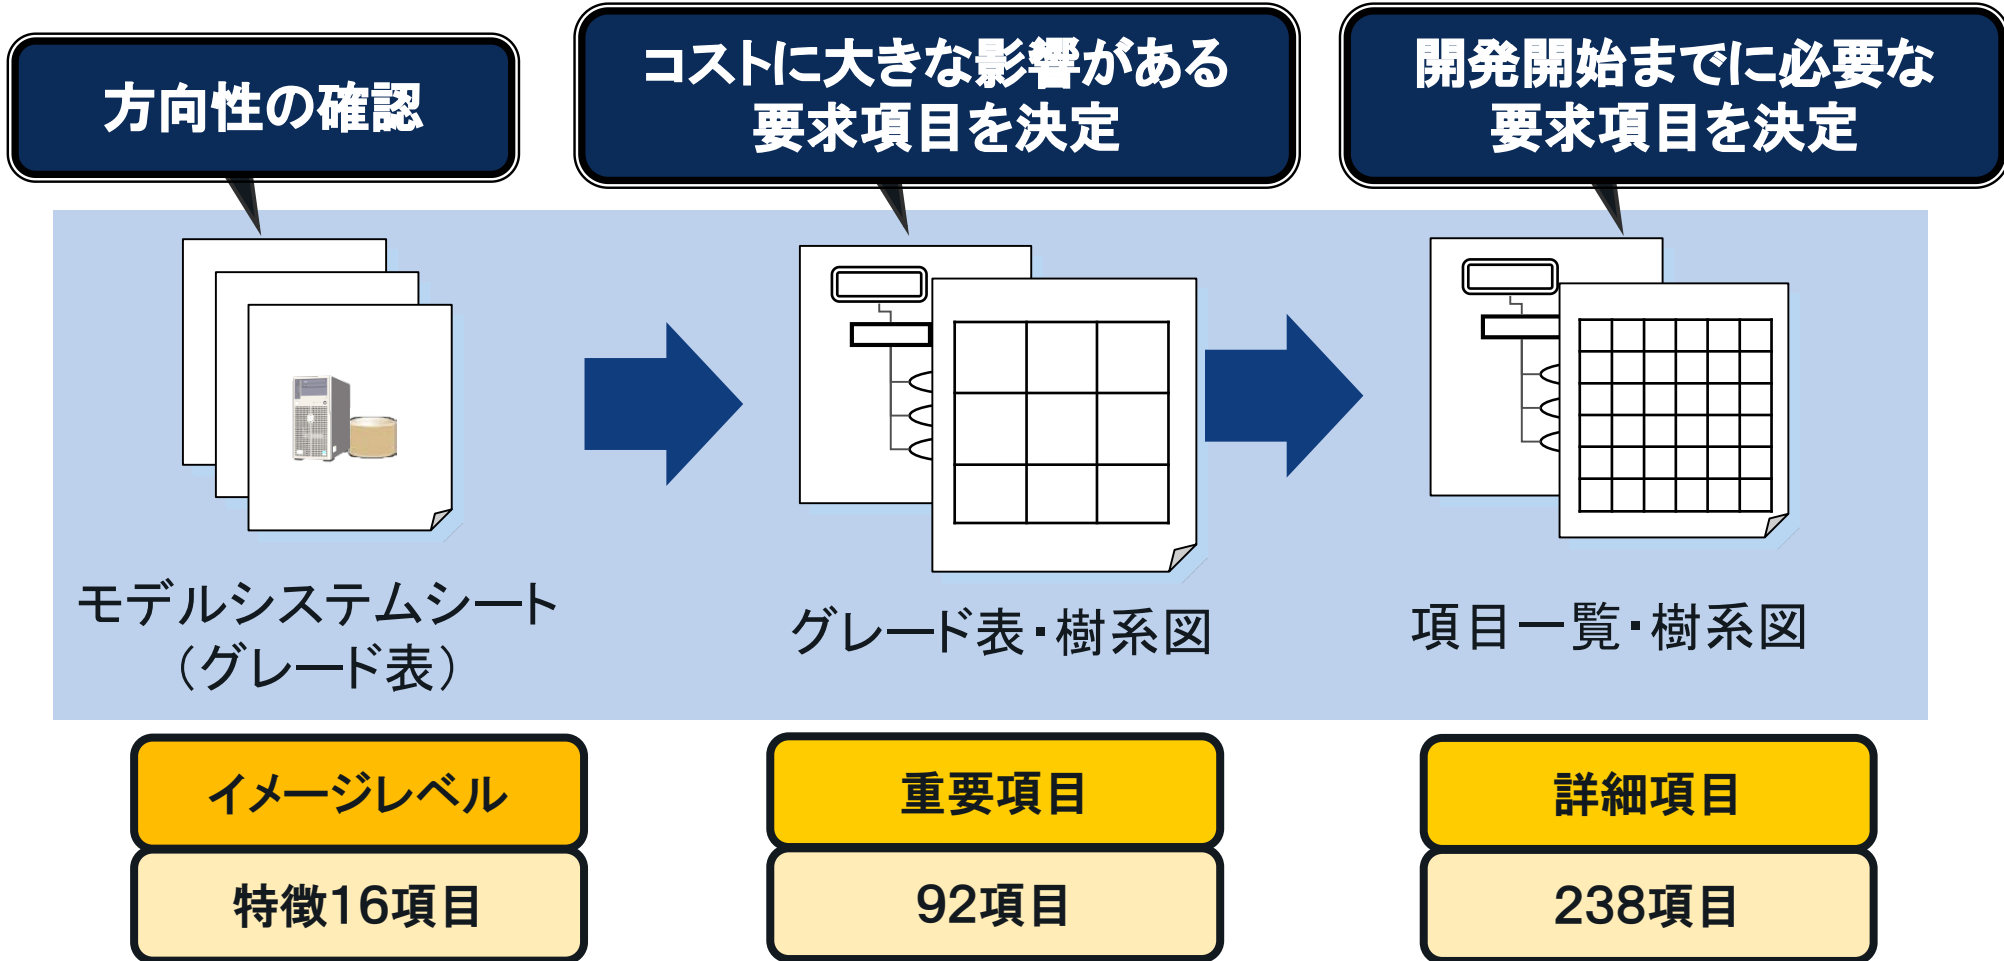 方向性の確認
コストに大きな影響がある
要求項目を決定
開発開始までに必要な
要求項目を決定
モデルシステムシート
（グレード表）
グレード表・樹系図
項目一覧・樹系図
イメージレベル
特徴16項目
重要項目
92項目
詳細項目
238項目